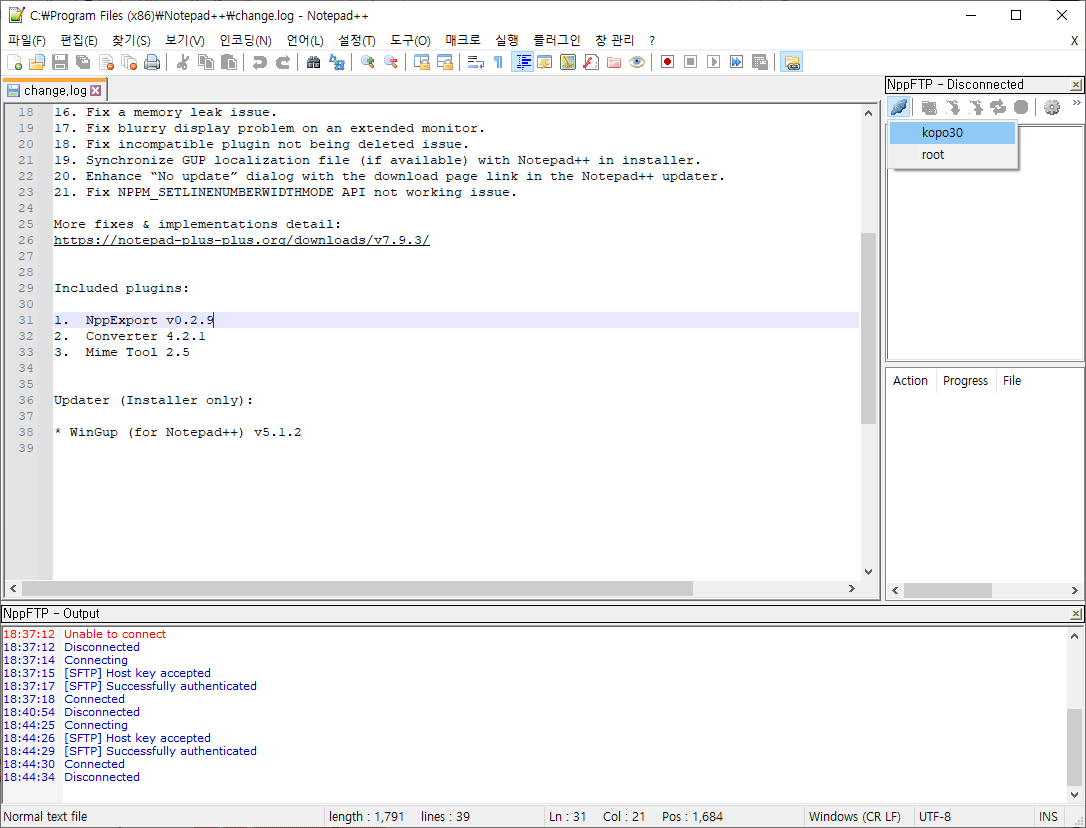 C:₩Program Files (x86)₩Notepad++₩change.log - Notepad++
파일(F) 편집(E) 찾기(S) 보기(V) 인코딩(N) 언어(L) 설정(T) 도구(O) 매크로 실행 플러그인 창 관리 ? X
change.log
NppFTP - Disconnected
kopo30
root
18 16. Fix a memory leak issue.
19 17. Fix blurry display problem on an extended monitor.
20 18. Fix incompatible plugin not being deleted issue.
21 19. Synchronize GUP localization file (if available) with Notepad++ in installer.
22 20. Enhance “No update” dialog with the download page link in the Notepad++ updater.
23 21. Fix NPPM_SETLINENUMBERWIDTHMODE API not working issue.
24
25 More fixes & implementations detail:
26 https://notepad-plus-plus.org/downloads/v7.9.3/
27
28
29 Included plugins:
30
31 1. NppExport v0.2.9
32 2. Converter 4.2.1
33 3. Mime Tool 2.5
34
35
36 Updater (Installer only):
37
38 * WinGup (for Notepad++) v5.1.2
39
Action Progress File
NppFTP - Output
18:37:12 Unable to connect
18:37:12 Disconnected
18:37:14 Connecting
18:37:15 [SFTP] Host key accepted
18:37:17 [SFTP] Successfully authenticated
18:37:18 Connected
18:40:54 Disconnected
18:44:25 Connecting
18:44:26 [SFTP] Host key accepted
18:44:29 [SFTP] Successfully authenticated
18:44:30 Connected
18:44:34 Disconnected
Normal text file length : 1,791 lines : 39 Ln : 31 Col : 21 Pos : 1,684 Windows (CR LF) UTF-8 INS